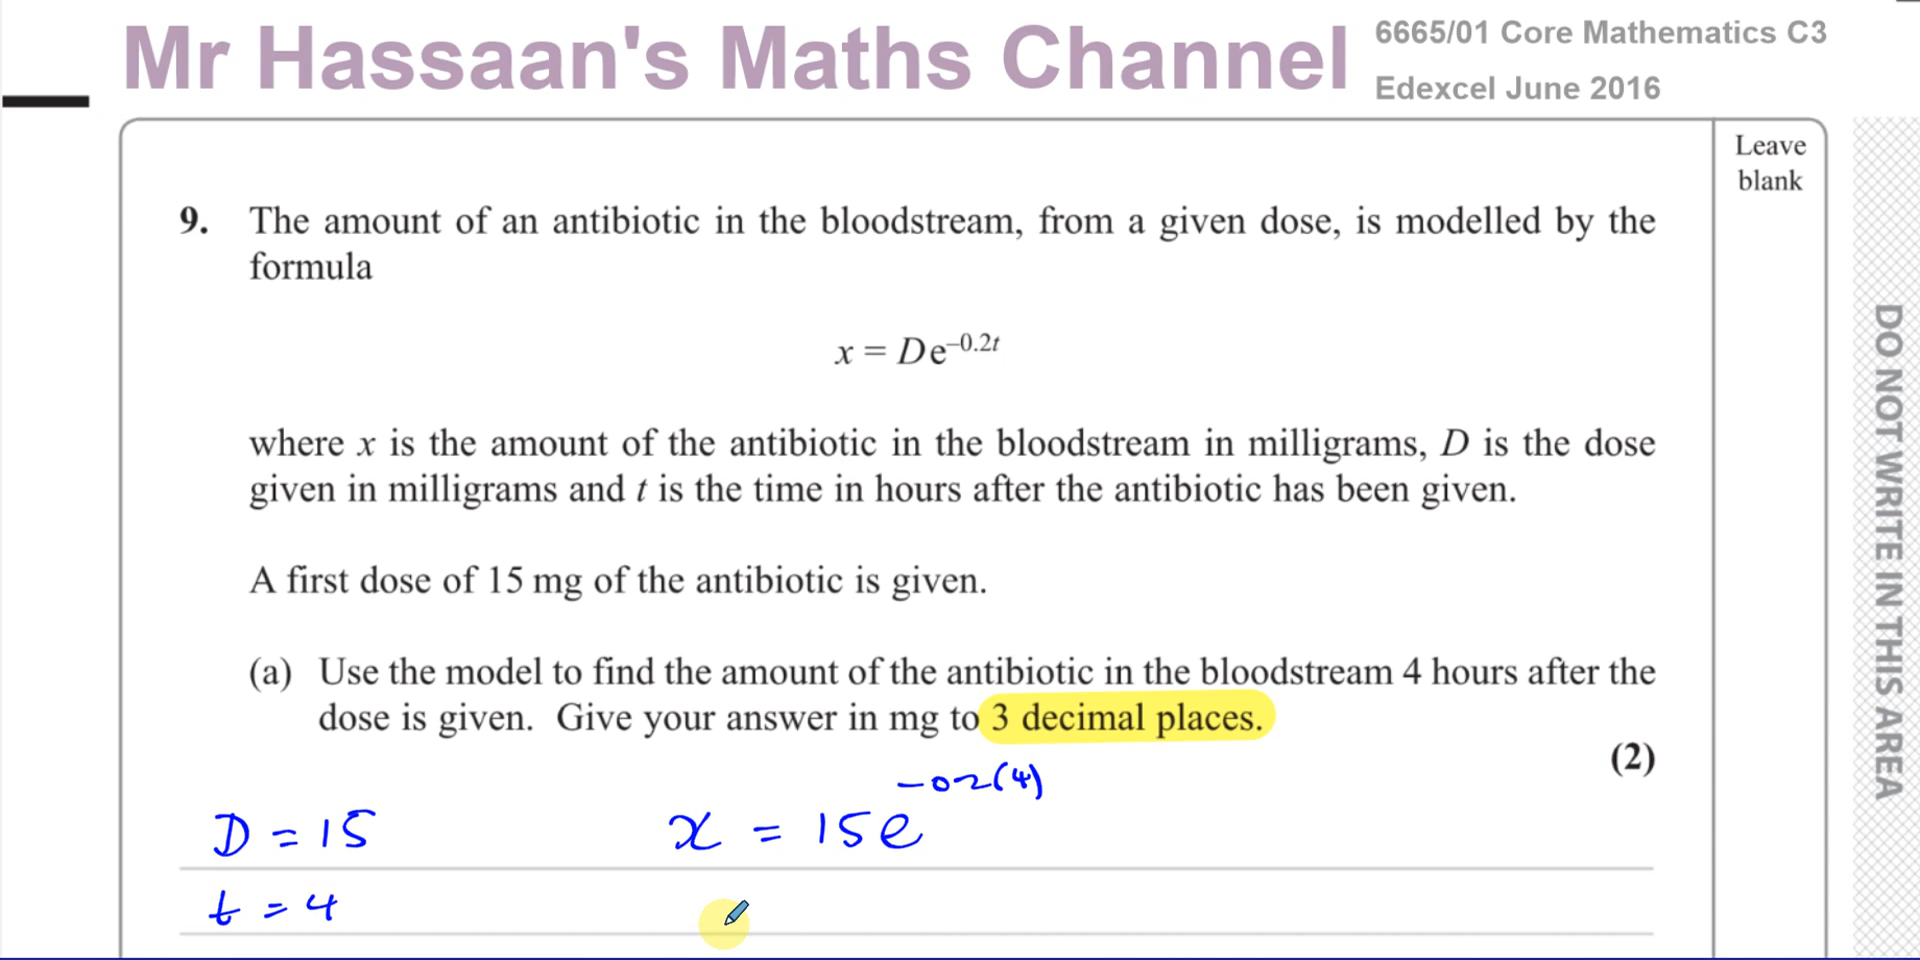 Mr Hassaan's Maths Channel
6665/01 Core Mathematics C3
Edexcel June 2016
Leave
blank
9. The amount of an antibiotic in the bloodstream, from a given dose, is modelled by the
formula
x = De^{–0.2t}
where x is the amount of the antibiotic in the bloodstream in milligrams, D is the dose
given in milligrams and t is the time in hours after the antibiotic has been given.
A first dose of 15 mg of the antibiotic is given.
(a) Use the model to find the amount of the antibiotic in the bloodstream 4 hours after the
dose is given. Give your answer in mg to 3 decimal places.
(2)
D = 15
x = 15e^{-02(4)}
t = 4
DO NOT WRITE IN THIS AREA